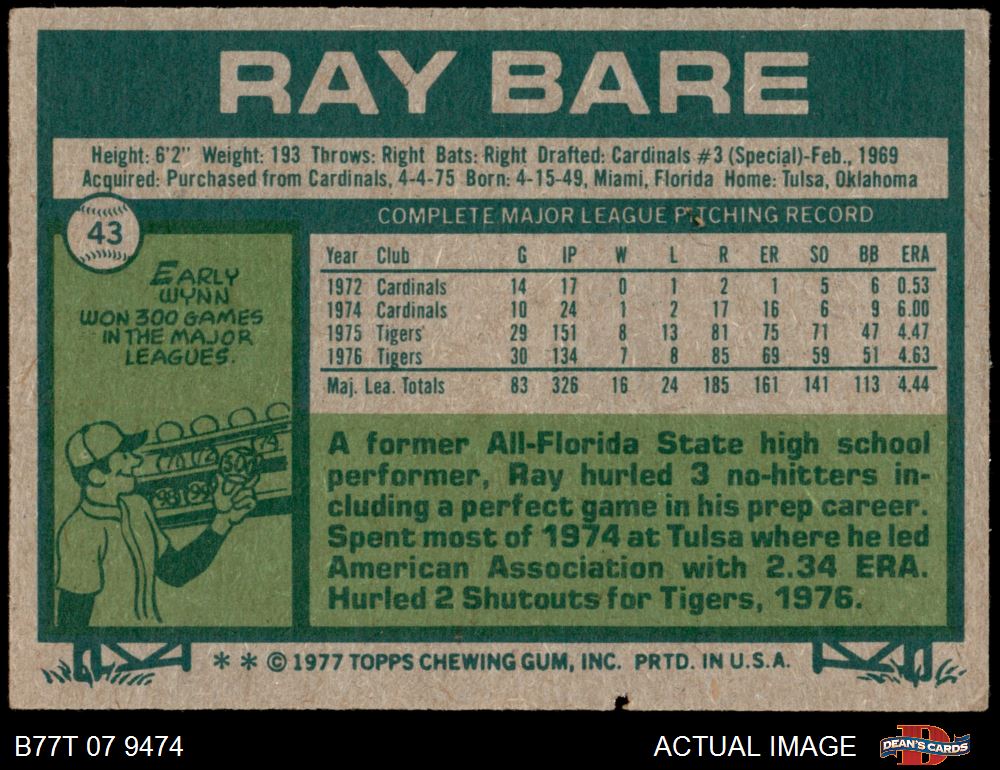 RAY BARE
Height: 6'2" Weight: 193 Throws: Right Bats: Right Drafted: Cardinals #3 (Special)-Feb., 1969
Acquired: Purchased from Cardinals, 4-4-75 Born: 4-15-49, Miami, Florida Home: Tulsa, Oklahoma
43
EARLY
WYNN
WON 300 GAMES
IN THE MAJOR
LEAGUES.
300
COMPLETE MAJOR LEAGUE PITCHING RECORD
Year Club G IP W L R ER SO BB ERA
1972 Cardinals 14 17 0 1 2 1 5 6 0.53
1974 Cardinals 10 24 1 2 17 16 6 9 6.00
1975 Tigers 29 151 8 13 81 75 71 47 4.47
1976 Tigers 30 134 7 8 85 69 59 51 4.63
Maj. Lea. Totals 83 326 16 24 185 161 141 113 4.44
A former All-Florida State high school
performer, Ray hurled 3 no-hitters in-
cluding a perfect game in his prep career.
Spent most of 1974 at Tulsa where he led
American Association with 2.34 ERA.
Hurled 2 Shutouts for Tigers, 1976.
* * © 1977 TOPPS CHEWING GUM, INC. PRTD. IN U.S.A.
B77T 07 9474
ACTUAL IMAGE
D
DEAN'S CARDS